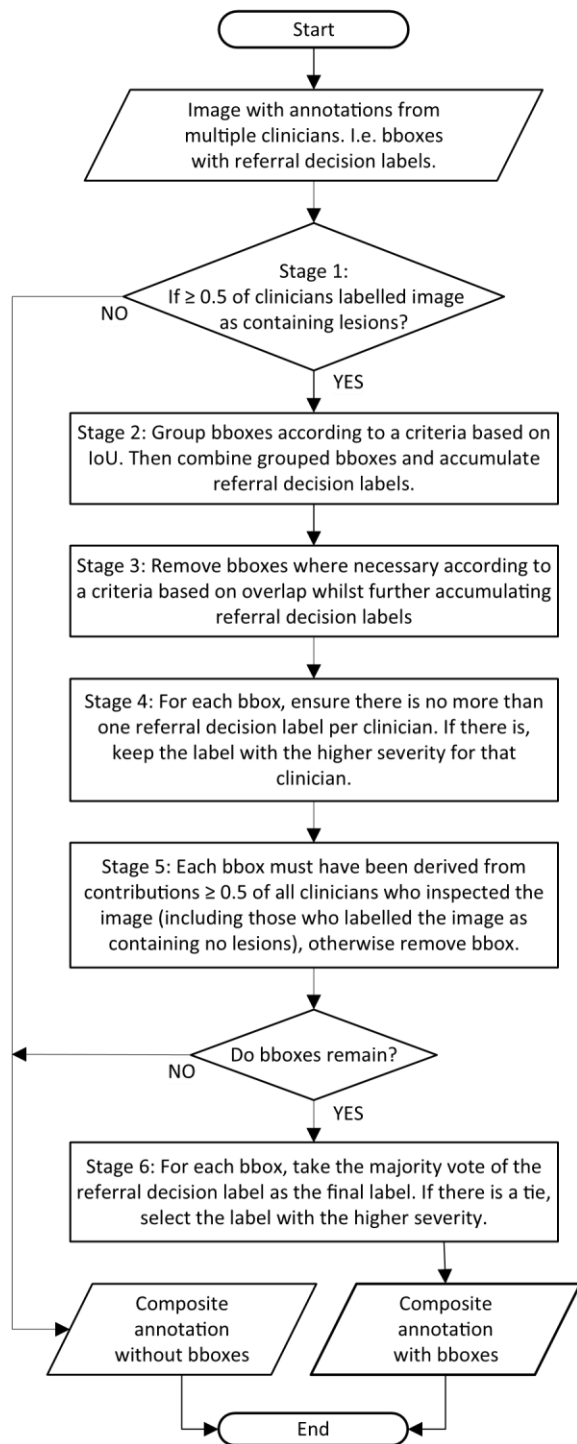 Start
Image with annotations from
multiple clinicians. I.e. bboxes
with referral decision labels.
Stage 1:
If ≥ 0.5 of clinicians labelled image
as containing lesions?
NO
YES
Stage 2: Group bboxes according to a criteria based on
IoU. Then combine grouped bboxes and accumulate
referral decision labels.
Stage 3: Remove bboxes where necessary according to
a criteria based on overlap whilst further accumulating
referral decision labels
Stage 4: For each bbox, ensure there is no more than
one referral decision label per clinician. If there is,
keep the label with the higher severity for that
clinician.
Stage 5: Each bbox must have been derived from
contributions ≥ 0.5 of all clinicians who inspected the
image (including those who labelled the image as
containing no lesions), otherwise remove bbox.
Do bboxes remain?
NO
YES
Stage 6: For each bbox, take the majority vote of the
referral decision label as the final label. If there is a tie,
select the label with the higher severity.
Composite
annotation
without bboxes
Composite
annotation
with bboxes
End